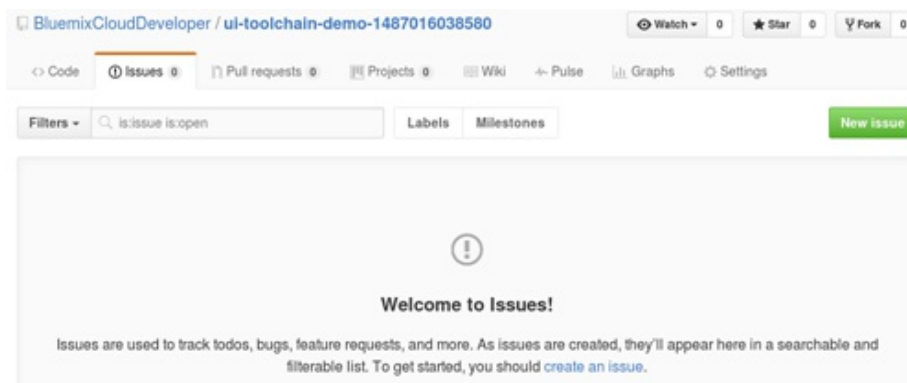 BluemixCloudDeveloper / ui-toolchain-demo-1487016038580 Watch 0 Star 0 Fork 0
Code Issues 0 Pull requests 0 Projects 0 Wiki Pulse Graphs Settings
Filters is:issue is:open Labels Milestones New issue
Welcome to Issues!
Issues are used to track todos, bugs, feature requests, and more. As issues are created, they'll appear here in a searchable and
filterable list. To get started, you should create an issue.